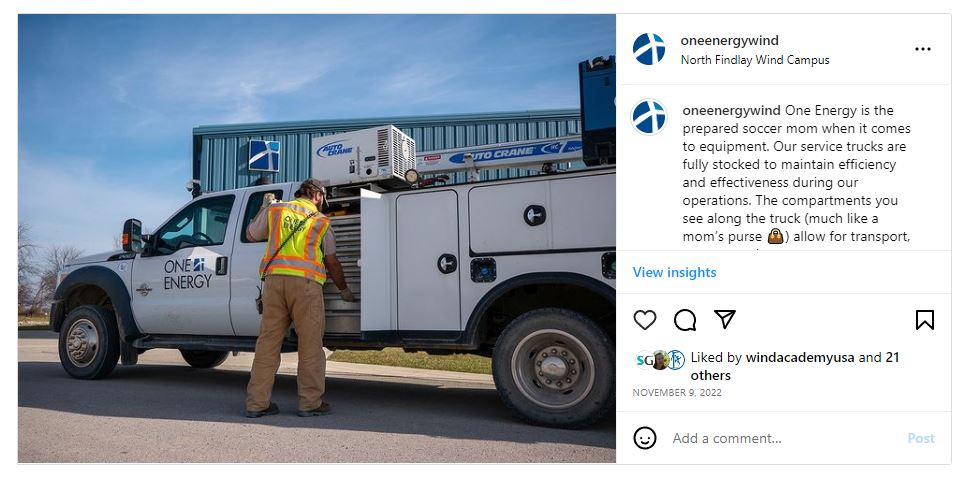 oneenergywind
North Findlay Wind Campus
oneenergywind One Energy is the
prepared soccer mom when it comes
to equipment. Our service trucks are
fully stocked to maintain efficiency
and effectiveness during our
operations. The compartments you
see along the truck (much like a
mom's purse 👜) allow for transport,
View insights
Liked by windacademyusa and 21
others
NOVEMBER 9, 2022
Add a comment...
Post
AUTO
CRANE
AUTO CRANE
ONE
ENERGY
ONE
ENERGY
SG